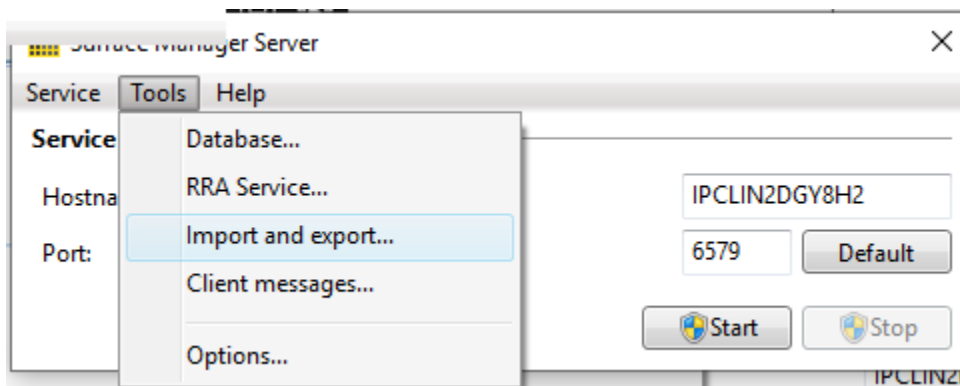 Surface Manager Server
Service Tools Help
Service
Database...
Hostna
RRA Service...
IPCLIN2DGY8H2
Import and export...
Port:
6579
Default
Client messages...
Start
Stop
Options...
IPCLIN2